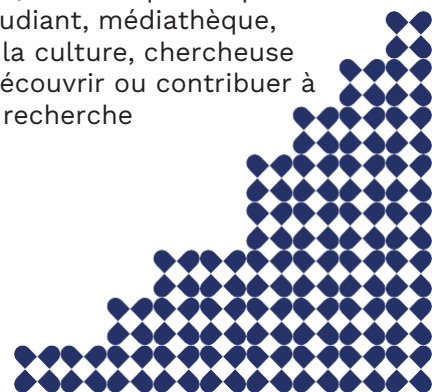 udiant, médiathèque,
la culture, chercheuse
écouvrir ou contribuer à
recherche